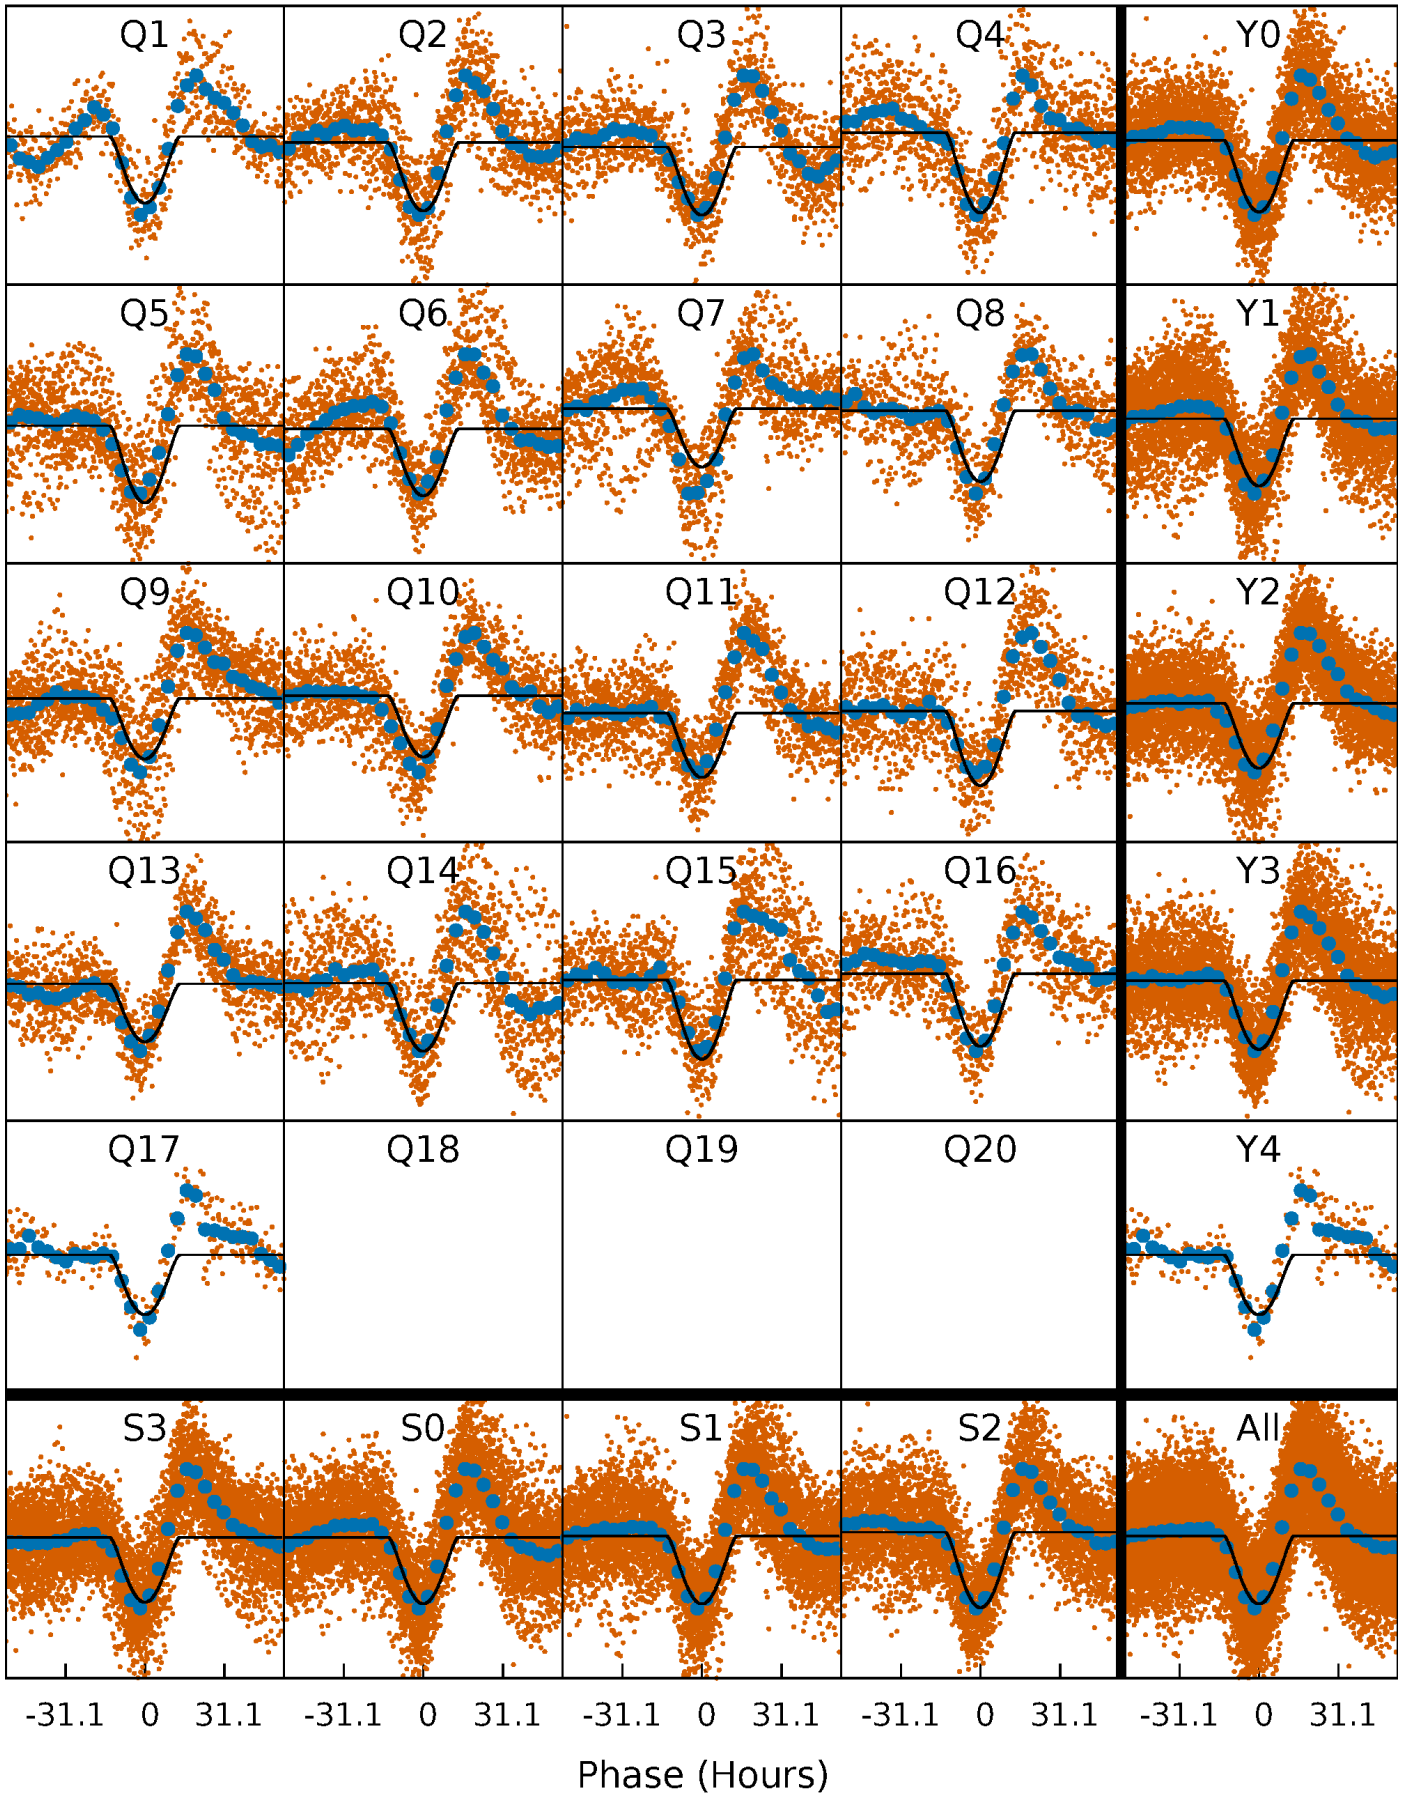 Q1 Q2 Q3 Q4 Y0
Q5 Q6 Q7 Q8 Y1
Q9 Q10 Q11 Q12 Y2
Q13 Q14 Q15 Q16 Y3
Q17 Q18 Q19 Q20 Y4
S3 S0 S1 S2 All
-31.1 0 31.1 -31.1 0 31.1 -31.1 0 31.1 -31.1 0 31.1 -31.1 0 31.1
Phase (Hours)